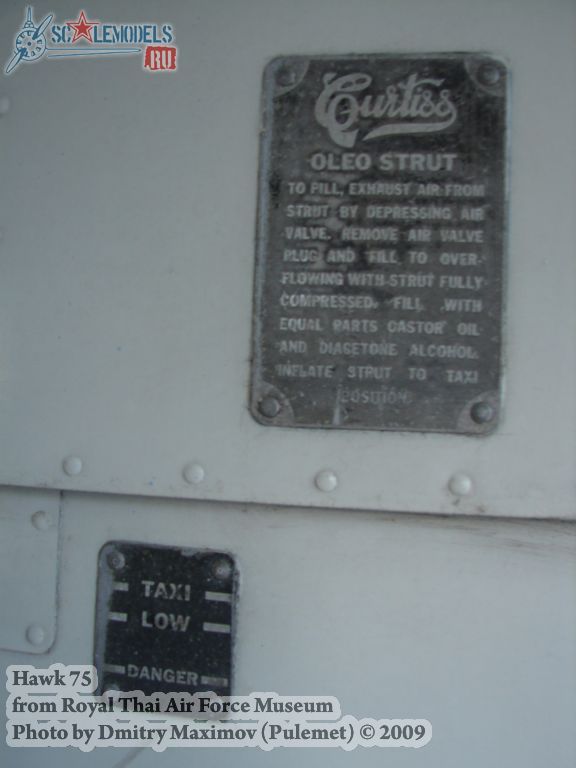 SCALEMODELS
RU
Curtiss
OLEO STRUT
TO FILL, EXHAUST AIR FROM
STRUT BY DEPRESSING AIR
VALVE. REMOVE AIR VALVE
PLUG AND FILL TO OVER-
FLOWING WITH STRUT FULLY
COMPRESSED. FILL WITH
EQUAL PARTS CASTOR OIL
AND DIACETONE ALCOHOL.
INFLATE STRUT TO TAXI
POSITION
TAXI
LOW
DANGER
Hawk 75
from Royal Thai Air Force Museum
Photo by Dmitry Maximov (Pulemet) © 2009